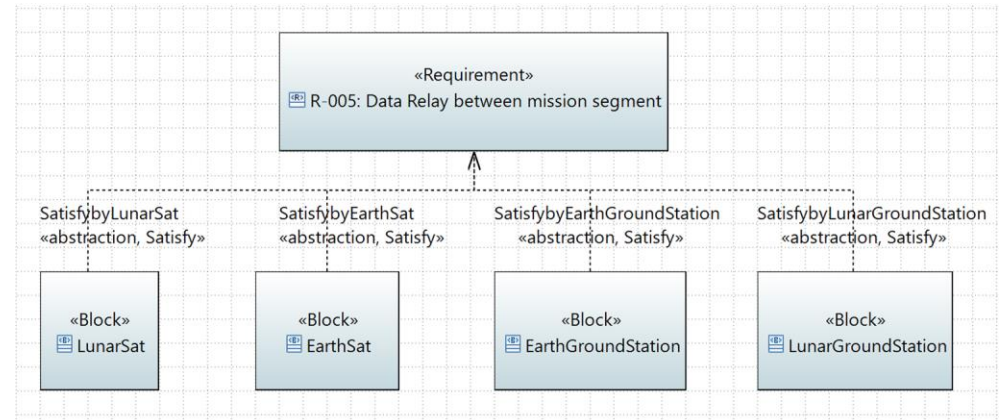 «Requirement»
R-005: Data Relay between mission segment
SatisfybyLunarSat
«abstraction, Satisfy»
SatisfybyEarthSat
«abstraction, Satisfy»
SatisfybyEarthGroundStation
«abstraction, Satisfy»
SatisfybyLunarGroundStation
«abstraction, Satisfy»
«Block»
LunarSat
«Block»
EarthSat
«Block»
EarthGroundStation
«Block»
LunarGroundStation